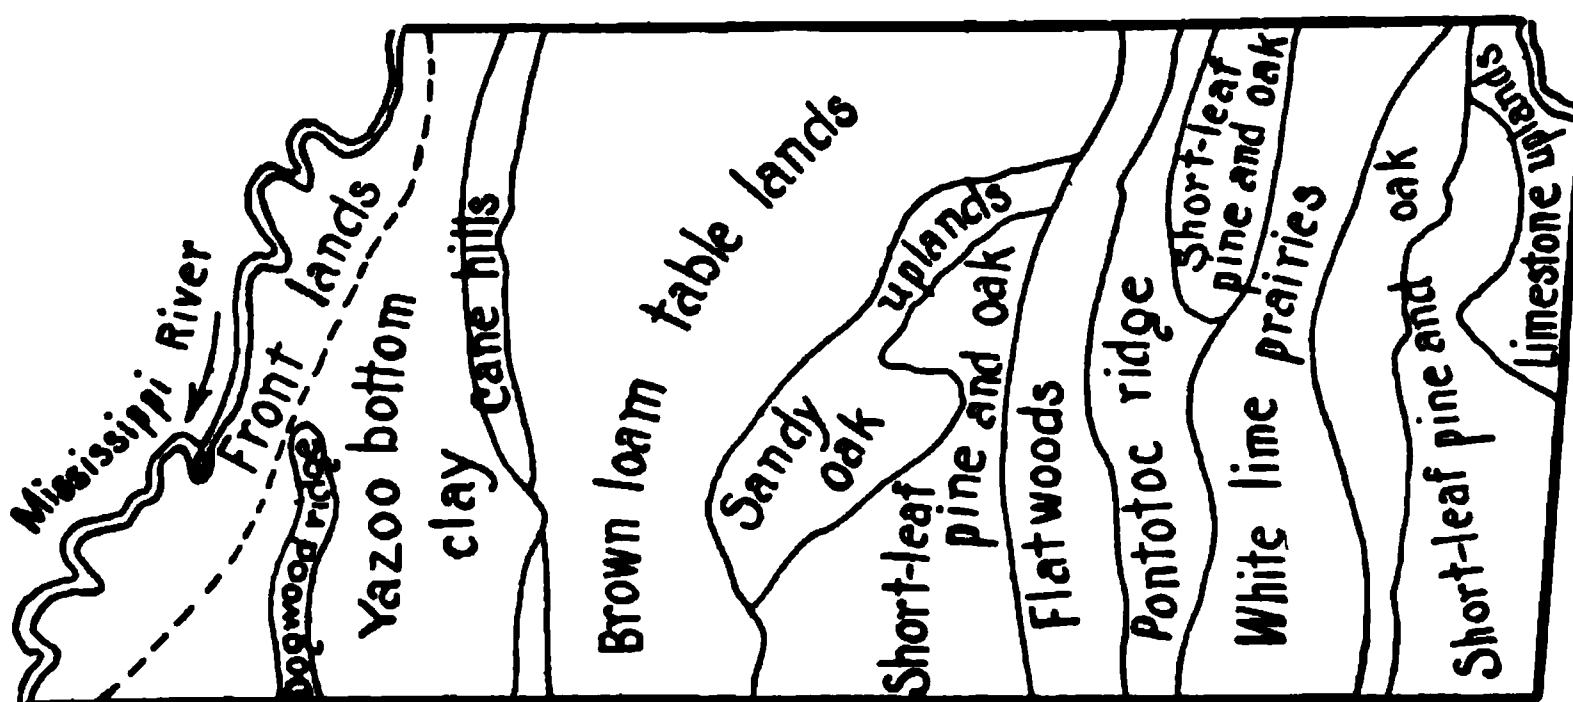 Mississippi River
Front lands
Dogwood ridge
Yazoo bottom
clay
Cane hills
Brown loam table lands
Sandy uplands
oak
Short-leaf
pine and oak
Flatwoods
Pontotoc ridge
Short-leaf
pine and oak
White lime prairies
Short-leaf pine and oak
Limestone uplands